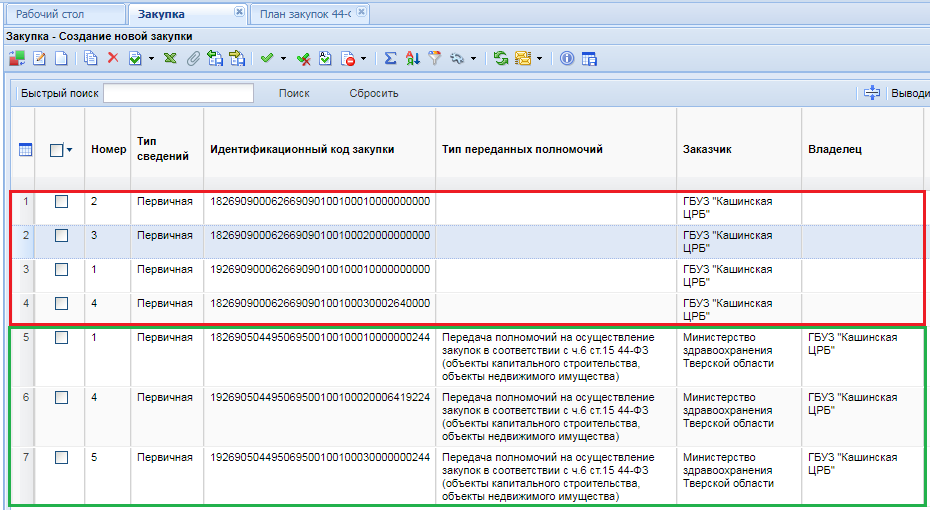 Рабочий стол Закупка План закупок 44-Ф
Закупка - Создание новой закупки
Быстрый поиск Поиск Сбросить Выводи
Номер Тип сведений Идентификационный код закупки Тип переданных полномочий Заказчик Владелец
1 2 Первичная 182690900062669090100100010000000000 ГБУЗ "Кашинская
ЦРБ"
2 3 Первичная 182690900062669090100100020000000000 ГБУЗ "Кашинская
ЦРБ"
3 1 Первичная 192690900062669090100100010000000000 ГБУЗ "Кашинская
ЦРБ"
4 4 Первичная 182690900062669090100100030002640000 ГБУЗ "Кашинская
ЦРБ"
5 1 Первичная 182690504495069500100100010000000244 Передача полномочий на осуществление Министерство ГБУЗ "Кашинская
закупок в соответствии с ч.6 ст.15 44-ФЗ здравоохранения ЦРБ"
(объекты капитального строительства, Тверской области
объекты недвижимого имущества)
6 4 Первичная 192690504495069500100100020006419224 Передача полномочий на осуществление Министерство ГБУЗ "Кашинская
закупок в соответствии с ч.6 ст.15 44-ФЗ здравоохранения ЦРБ"
(объекты капитального строительства, Тверской области
объекты недвижимого имущества)
7 5 Первичная 192690504495069500100100030000000244 Передача полномочий на осуществление Министерство ГБУЗ "Кашинская
закупок в соответствии с ч.6 ст.15 44-ФЗ здравоохранения ЦРБ"
(объекты капитального строительства, Тверской области
объекты недвижимого имущества)